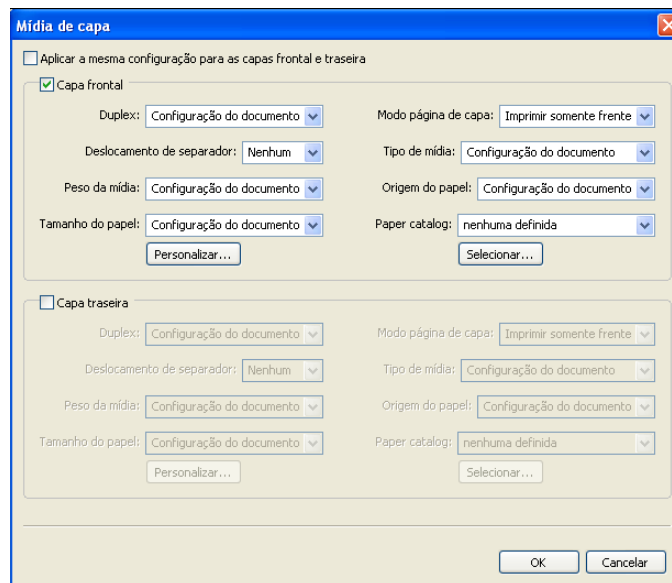 Mídia de capa
Aplicar a mesma configuração para as capas frontal e traseira
Capa frontal
Duplex: Configuração do documento Modo página de capa: Imprimir somente frente
Deslocamento de separador: Nenhum Tipo de mídia: Configuração do documento
Peso da mídia: Configuração do documento Origem do papel: Configuração do documento
Tamanho do papel: Configuração do documento Paper catalog: nenhuma definida
Personalizar... Selecionar...
Capa traseira
Duplex: Configuração do documento Modo página de capa: Imprimir somente frente
Deslocamento de separador: Nenhum Tipo de mídia: Configuração do documento
Peso da mídia: Configuração do documento Origem do papel: Configuração do documento
Tamanho do papel: Configuração do documento Paper catalog: nenhuma definida
Personalizar... Selecionar...
OK Cancelar